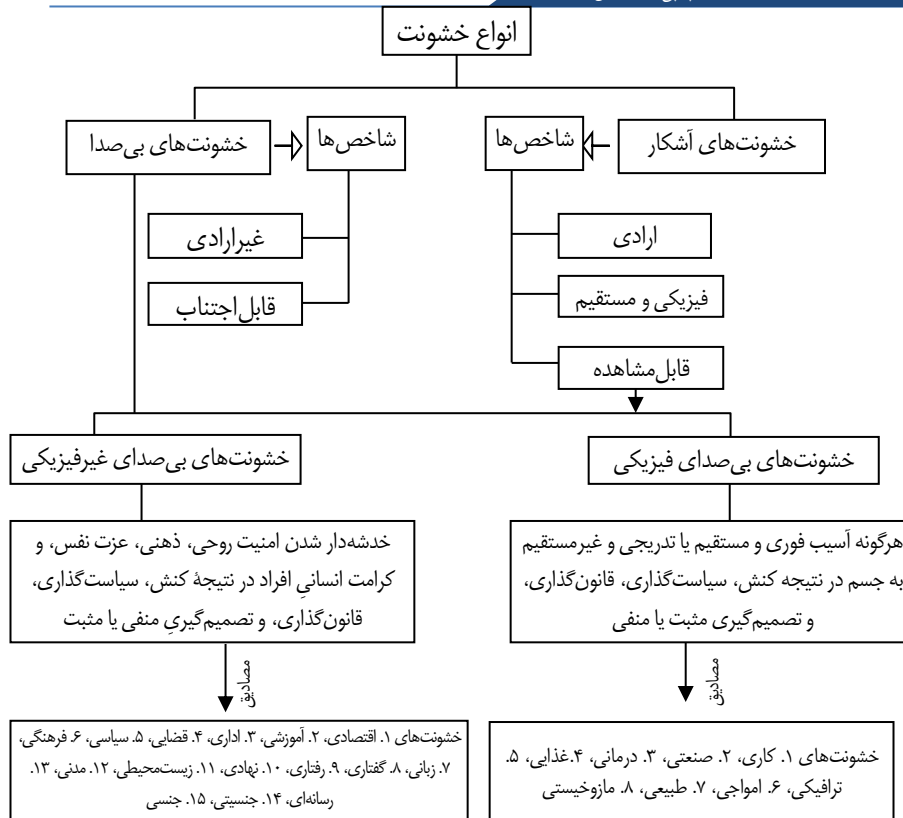 انواع خشونت
خشونت‌های آشکار
شاخص‌ها
شاخص‌ها
خشونت‌های بی‌صدا
ارادی
فیزیکی و مستقیم
قابل‌مشاهده
غیرارادی
قابل‌اجتناب
خشونت‌های بی‌صدای فیزیکی
خشونت‌های بی‌صدای غیرفیزیکی
هرگونه آسیب فوری و مستقیم یا تدریجی و غیرمستقیم
به جسم در نتیجه کنش، سیاست‌گذاری، قانون‌گذاری،
و تصمیم‌گیری مثبت یا منفی
خدشه‌دار شدن امنیت روحی، ذهنی، عزت نفس، و
کرامت انسانیِ افراد در نتیجهٔ کنش، سیاست‌گذاری،
قانون‌گذاری، و تصمیم‌گیریِ منفی یا مثبت
مصادیق
مصادیق
خشونت‌های ۱. کاری، ۲. صنعتی، ۳. درمانی، ۴.غذایی، ۵.
ترافیکی، ۶. امواجی، ۷. طبیعی، ۸. مازوخیستی
خشونت‌های ۱. اقتصادی، ۲. آموزشی، ۳. اداری، ۴. قضایی، ۵. سیاسی، ۶. فرهنگی،
۷. زبانی، ۸. گفتاری، ۹. رفتاری، ۱۰. نهادی، ۱۱. زیست‌محیطی، ۱۲. مدنی، ۱۳.
رسانه‌ای، ۱۴. جنسیتی، ۱۵. جنسی